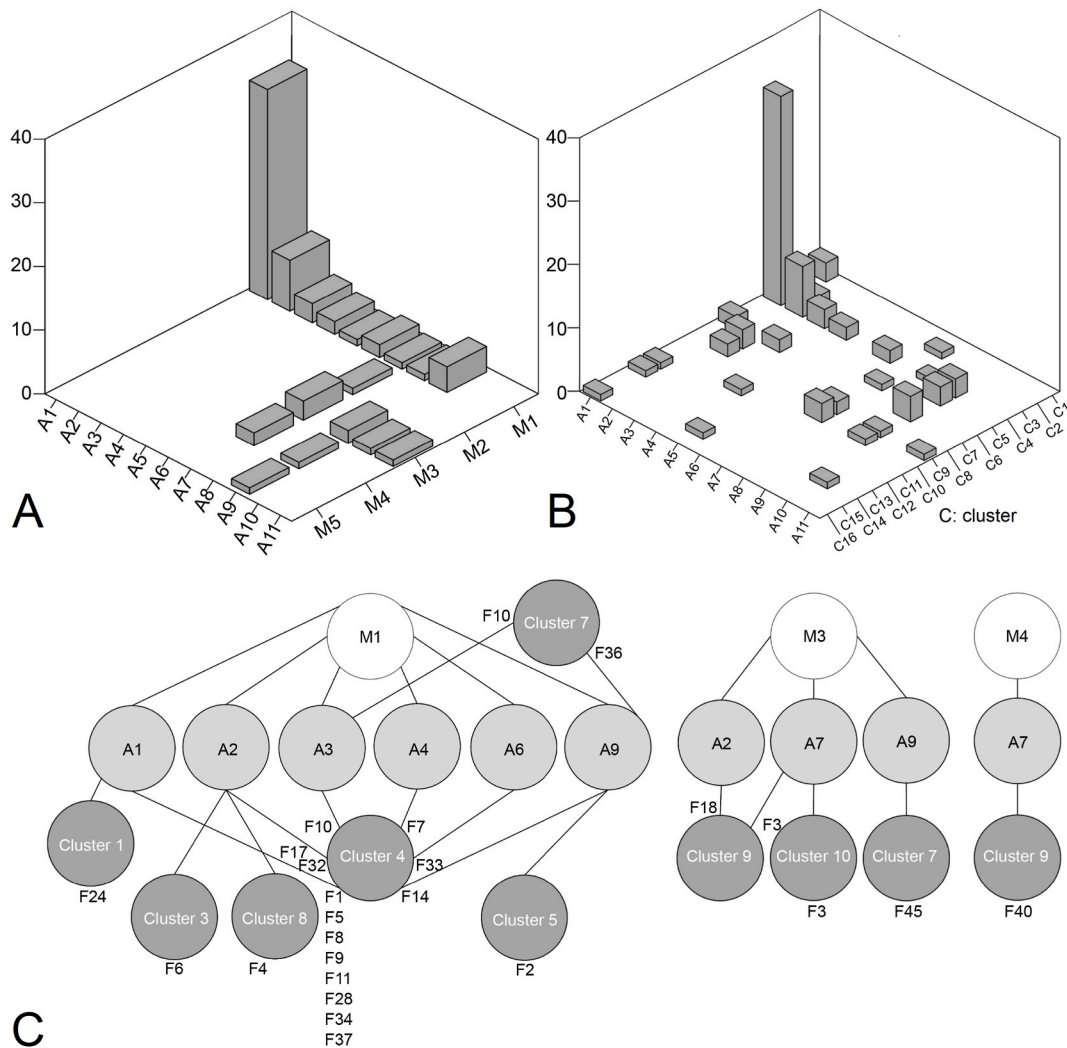 40
30
20
10
0
A1
A2
A3
A4
A5
A6
A7
A8
A9
A10
A11
M5
M4
M3
M2
M1
A
40
30
20
10
0
A1
A2
A3
A4
A5
A6
A7
A8
A9
A10
A11
C16
C15
C14
C13
C12
C11
C10
C9
C8
C7
C6
C5
C4
C3
C2
C1
C: cluster
B
M1
F10
Cluster 7
F36
A1
A2
A3
A4
A6
A9
Cluster 1
F24
Cluster 3
F6
Cluster 8
F4
F10
F7
F17
F32
Cluster 4
F33
F14
F1
F5
F8
F9
F11
F28
F34
F37
Cluster 5
F2
M3
M4
A2
A7
A9
A7
F18
F3
Cluster 9
Cluster 10
Cluster 7
Cluster 9
F3
F45
F40
C